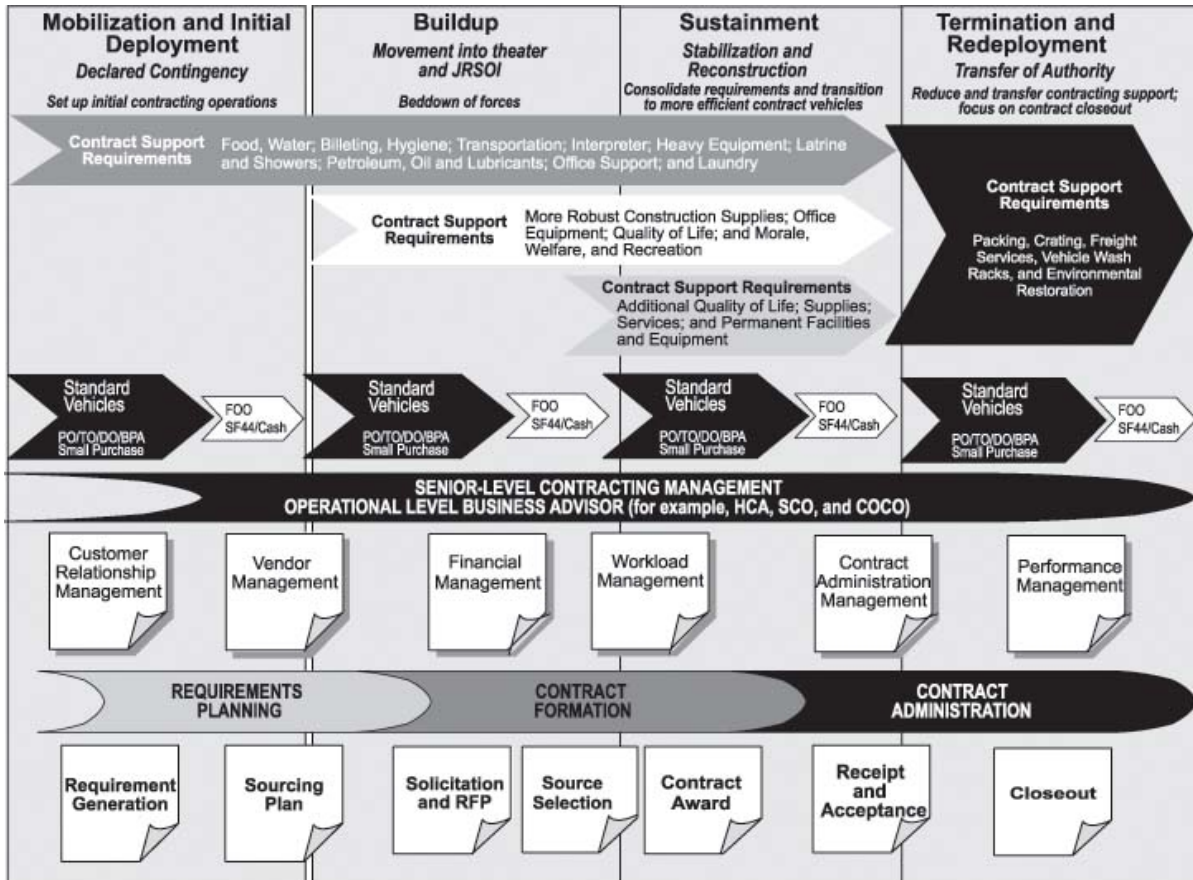 Mobilization and Initial
Deployment
Declared Contingency
Set up initial contracting operations
Buildup
Movement into theater
and JRSOI
Beddown of forces
Sustainment
Stabilization and
Reconstruction
Consolidate requirements and transition
to more efficient contract vehicles
Termination and
Redeployment
Transfer of Authority
Reduce and transfer contracting support;
focus on contract closeout
Contract Support
Requirements
Food, Water; Billeting, Hygiene; Transportation; Interpreter; Heavy Equipment; Latrine
and Showers; Petroleum, Oil and Lubricants; Office Support; and Laundry
Contract Support
Requirements
More Robust Construction Supplies; Office
Equipment; Quality of Life; and Morale,
Welfare, and Recreation
Contract Support Requirements
Additional Quality of Life; Supplies;
Services; and Permanent Facilities
and Equipment
Contract Support
Requirements
Packing, Crating, Freight
Services, Vehicle Wash
Racks, and Environmental
Restoration
Standard
Vehicles
PO/TO/DO/BPA
Small Purchase
FOO
SF44/Cash
Standard
Vehicles
PO/TO/DO/BPA
Small Purchase
FOO
SF44/Cash
Standard
Vehicles
PO/TO/DO/BPA
Small Purchase
FOO
SF44/Cash
Standard
Vehicles
PO/TO/DO/BPA
Small Purchase
FOO
SF44/Cash
SENIOR-LEVEL CONTRACTING MANAGEMENT
OPERATIONAL LEVEL BUSINESS ADVISOR (for example, HCA, SCO, and COCO)
Customer
Relationship
Management
Vendor
Management
Financial
Management
Workload
Management
Contract
Administration
Management
Performance
Management
REQUIREMENTS
PLANNING
CONTRACT
FORMATION
CONTRACT
ADMINISTRATION
Requirement
Generation
Sourcing
Plan
Solicitation
and RFP
Source
Selection
Contract
Award
Receipt
and
Acceptance
Closeout